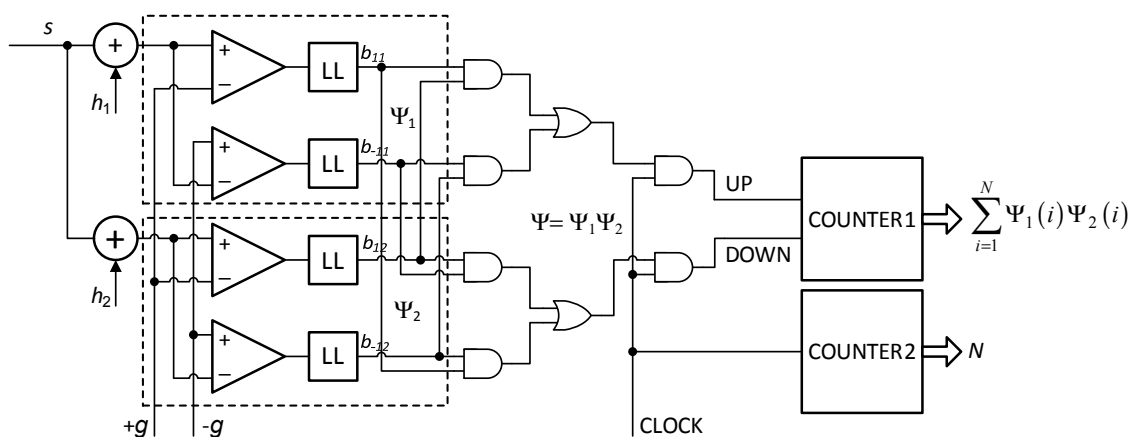 s
+
h1
+
−
LL
b11
Ψ1
+
−
LL
b-11
UP
COUNTER1
∑_{i=1}^{N} Ψ1(i)Ψ2(i)
Ψ=Ψ1Ψ2
+
h2
+
−
LL
b12
DOWN
Ψ2
+
−
LL
b-12
COUNTER2
N
+g
-g
CLOCK